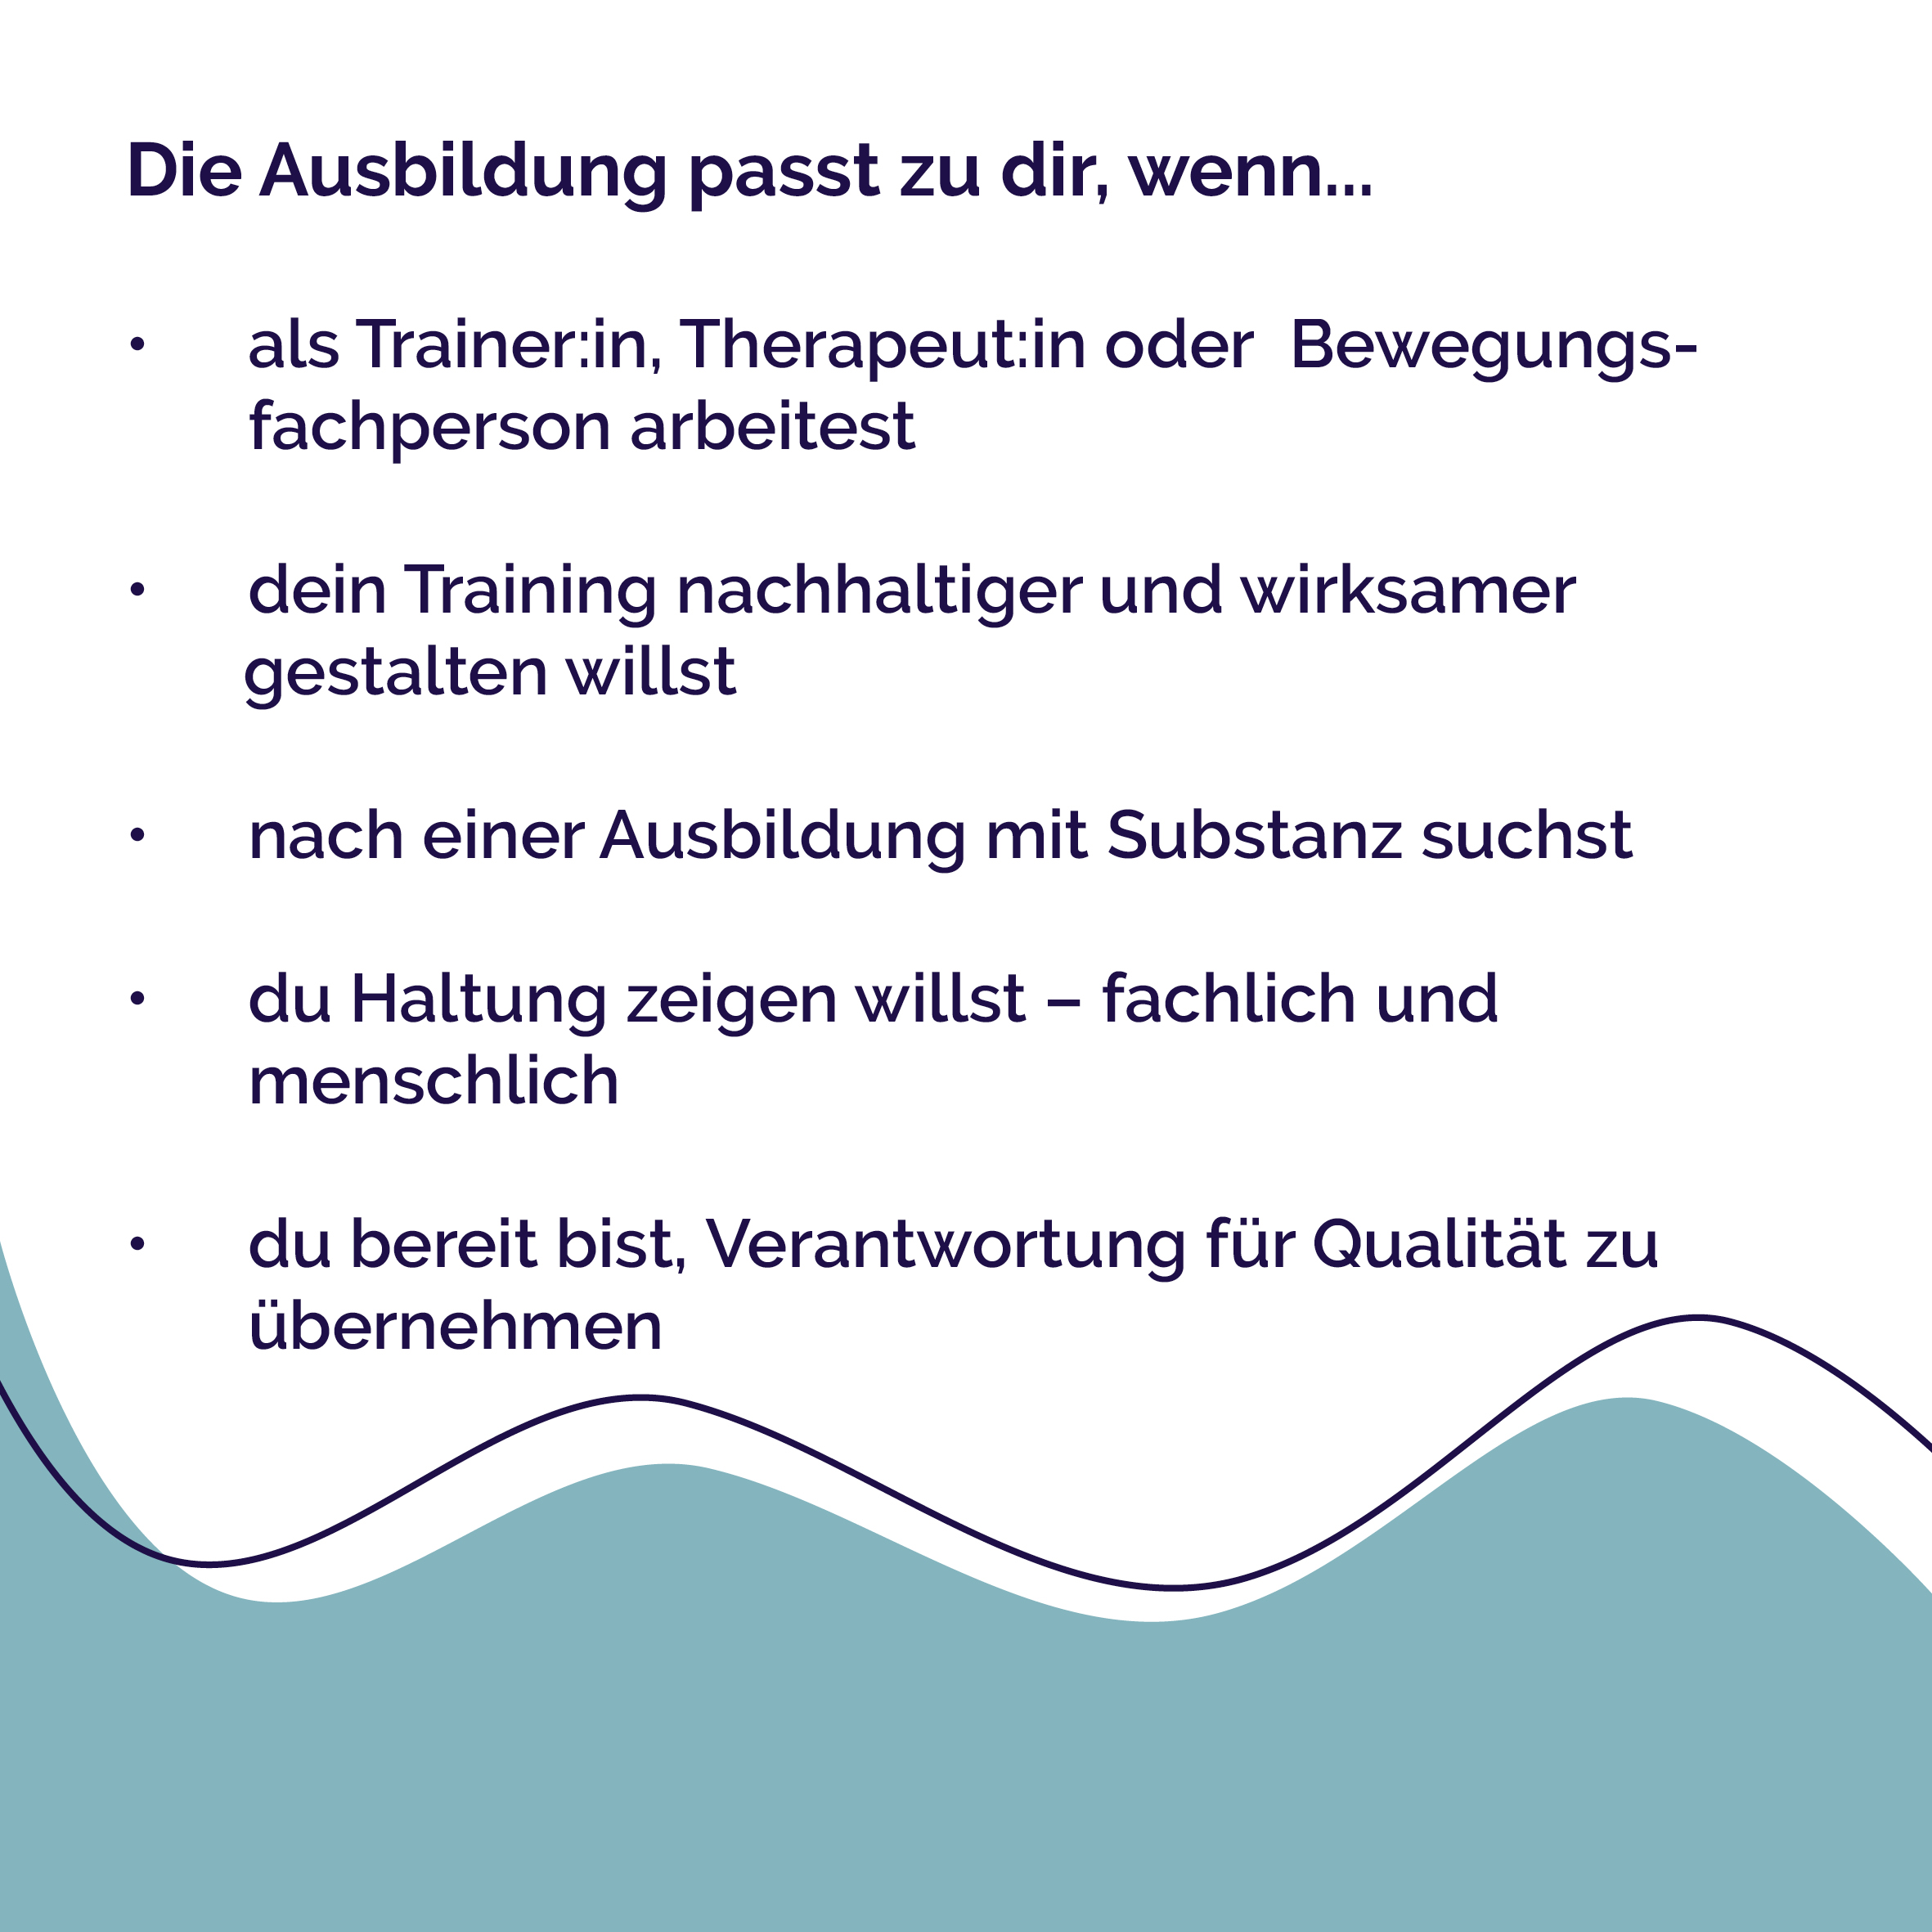 Die Ausbildung passt zu dir, wenn...
• als Trainer:in, Therapeut:in oder  Bewegungs-
fachperson arbeitest
• dein Training nachhaltiger und wirksamer
gestalten willst
• nach einer Ausbildung mit Substanz suchst
• du Haltung zeigen willst – fachlich und
menschlich
• du bereit bist, Verantwortung für Qualität zu
übernehmen